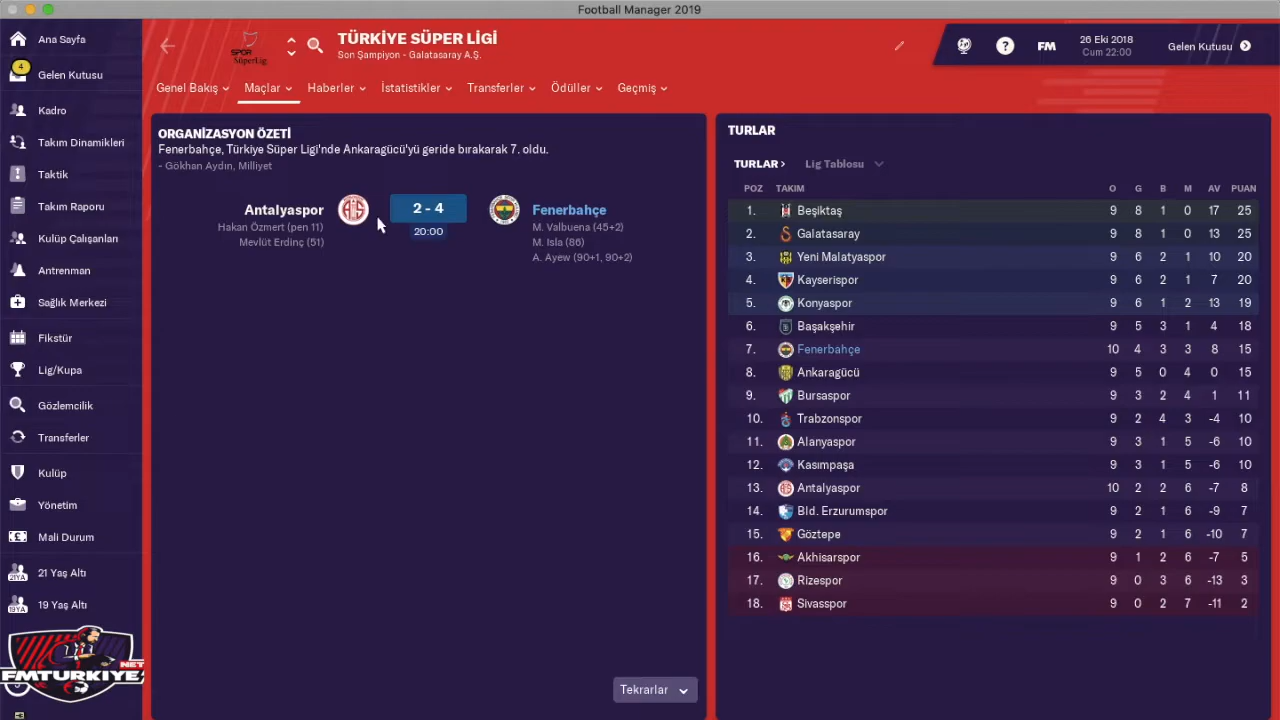 Football Manager 2019
Ana Sayfa
4
Gelen Kutusu
Kadro
Takım Dinamikleri
Taktik
Takım Raporu
Kulüp Çalışanları
Antrenman
Sağlık Merkezi
Fikstür
Lig/Kupa
Gözlemcilik
Transferler
Kulüp
Yönetim
Mali Durum
21YA
21 Yaş Altı
19YA
19 Yaş Altı
FMTURKIYE.NET
SPOR
SüperLig
TÜRKİYE SÜPER LİGİ
Son Şampiyon - Galatasaray A.Ş.
?
FM
26 Eki 2018
Cum 22:00
Gelen Kutusu
Genel Bakış Maçlar Haberler İstatistikler Transferler Ödüller Geçmiş
ORGANİZASYON ÖZETİ
Fenerbahçe, Türkiye Süper Ligi'nde Ankaragücü'yü geride bırakarak 7. oldu.
- Gökhan Aydın, Milliyet
Antalyaspor 2 - 4 Fenerbahçe
Hakan Özmert (pen 11) 20:00 M. Valbuena (45+2)
Mevlüt Erdinç (51) M. Isla (86)
A. Ayew (90+1, 90+2)
Tekrarlar
TURLAR
TURLAR> Lig Tablosu
POZ TAKIM O G B M AV PUAN
1. Beşiktaş 9 8 1 0 17 25
2. Galatasaray 9 8 1 0 13 25
3. Yeni Malatyaspor 9 6 2 1 10 20
4. Kayserispor 9 6 2 1 7 20
5. Konyaspor 9 6 1 2 13 19
6. Başakşehir 9 5 3 1 4 18
7. Fenerbahçe 10 4 3 3 8 15
8. Ankaragücü 9 5 0 4 0 15
9. Bursaspor 9 3 2 4 1 11
10. Trabzonspor 9 2 4 3 -4 10
11. Alanyaspor 9 3 1 5 -6 10
12. Kasımpaşa 9 3 1 5 -6 10
13. Antalyaspor 10 2 2 6 -7 8
14. Bld. Erzurumspor 9 2 1 6 -9 7
15. Göztepe 9 2 1 6 -10 7
16. Akhisarspor 9 1 2 6 -7 5
17. Rizespor 9 0 3 6 -13 3
18. Sivasspor 9 0 2 7 -11 2